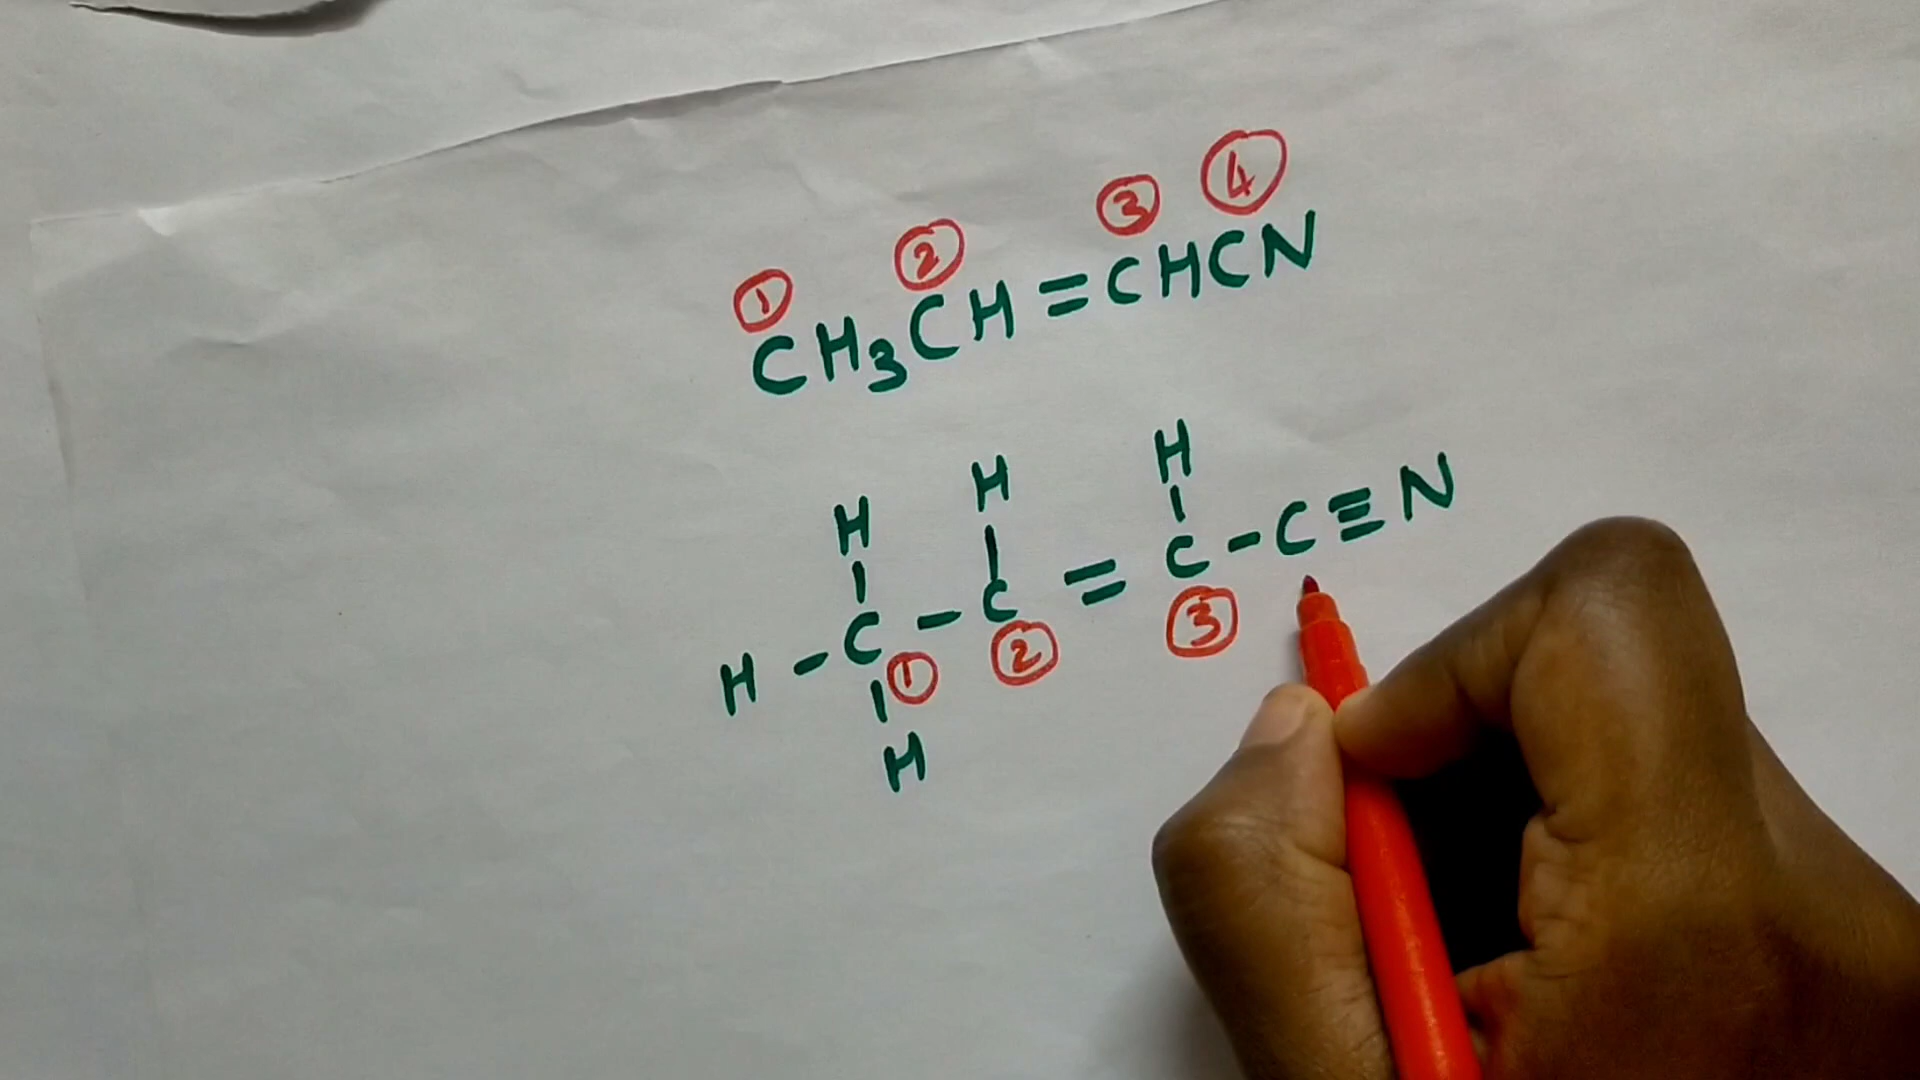 ① ② ③ ④
CH₃CH=CHCN
H H H
C-C=C-C≡N
H-
① ② ③
H